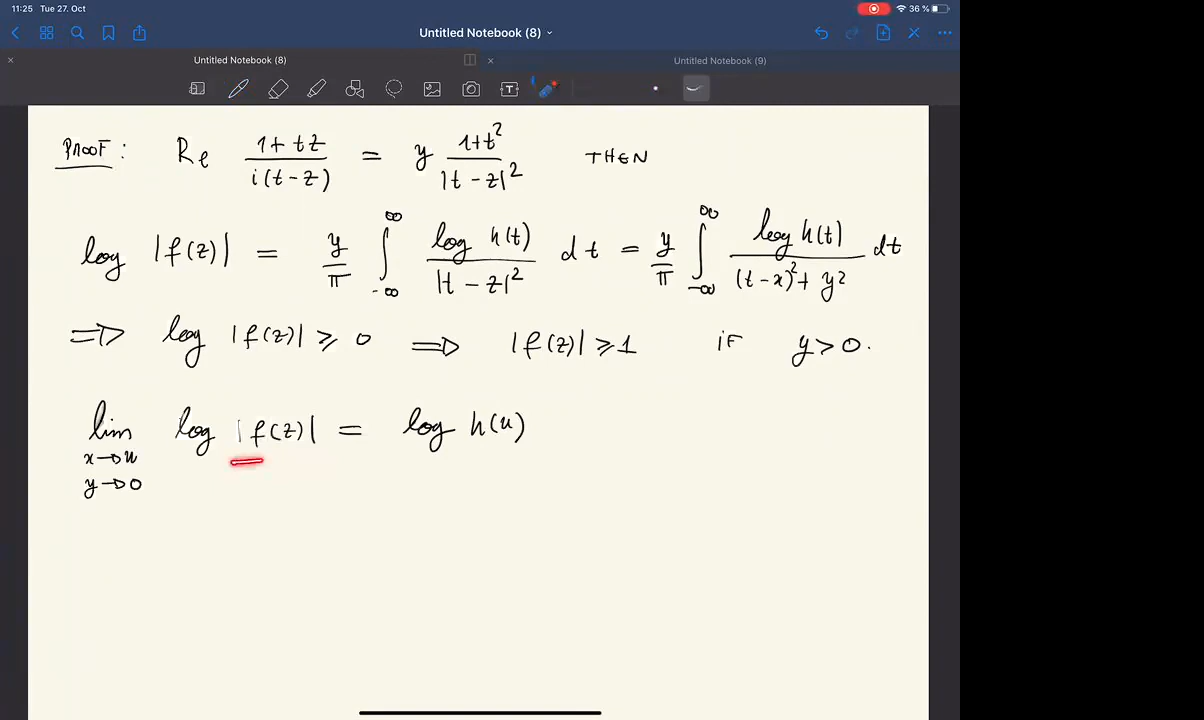 11:25 Tue 27. Oct 36 %
Untitled Notebook (8)
Untitled Notebook (8) Untitled Notebook (9)
PROOF: Re (1+tz)/(i(t-z)) = y (1+t²)/|t-z|² THEN
log |f(z)| = y/π ∫_{-∞}^{∞} log h(t)/|t-z|² dt = y/π ∫_{-∞}^{∞} log h(t)/((t-x)²+y²) dt
⇒ log |f(z)| ≥ 0 ⇒ |f(z)| ≥ 1 IF y > 0.
lim log |f(z)| = log h(u)
x→u
y→0